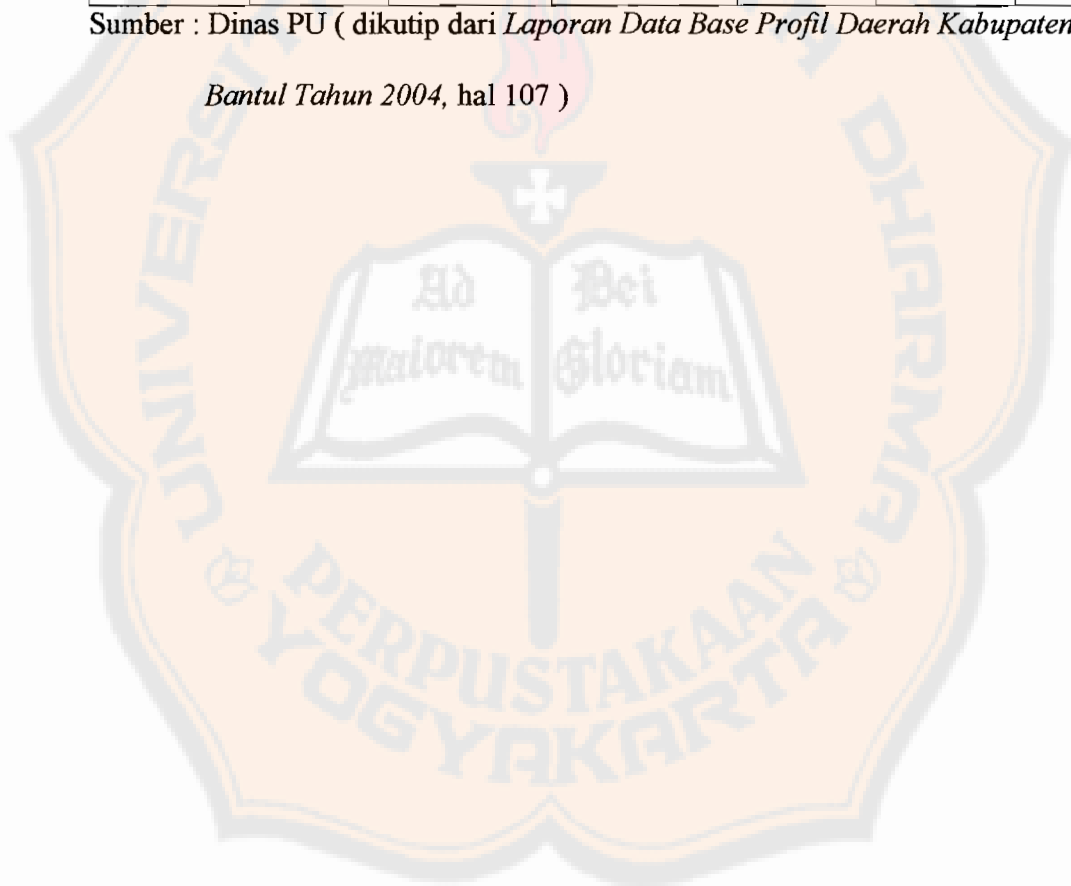 Sumber : Dinas PU ( dikutip dari Laporan Data Base Profil Daerah Kabupaten
Bantul Tahun 2004, hal 107 )
Ad Dei
Maiorem Gloriam
DHARMA
PERPUSTAKAAN
YOGYAKARTA